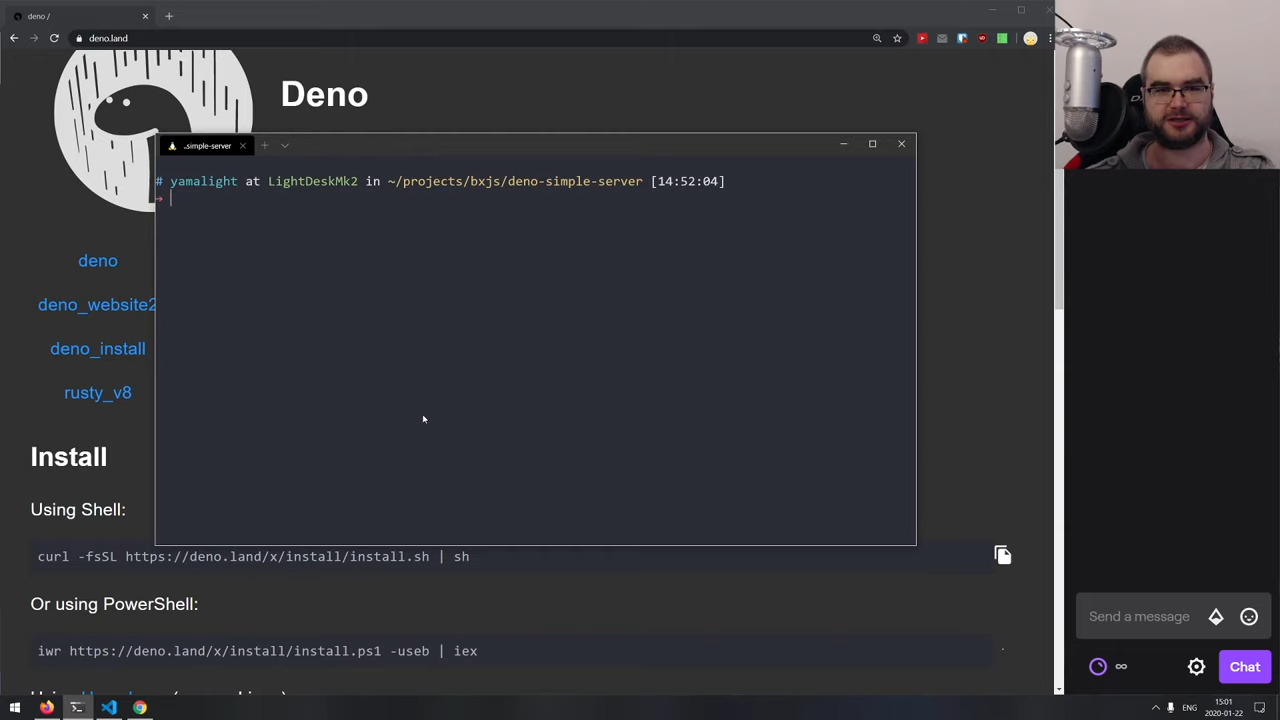 deno /
deno.land
Deno
..simple-server
# yamalight at LightDeskMk2 in ~/projects/bxjs/deno-simple-server [14:52:04]
→
deno
deno_website2
deno_install
rusty_v8
Install
Using Shell:
curl -fsSL https://deno.land/x/install/install.sh | sh
Or using PowerShell:
iwr https://deno.land/x/install/install.ps1 -useb | iex
Send a message
∞
Chat
ENG
15:01
2020-01-22